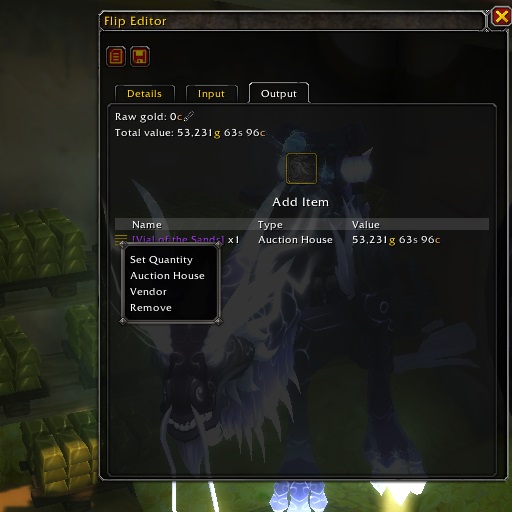 Flip Editor
Details Input Output
Raw gold: 0c
Total value: 53,231g 63s 96c
Add Item
Name Type Value
[Vial of the Sands] x1 Auction House 53,231g 63s 96c
Set Quantity
Auction House
Vendor
Remove